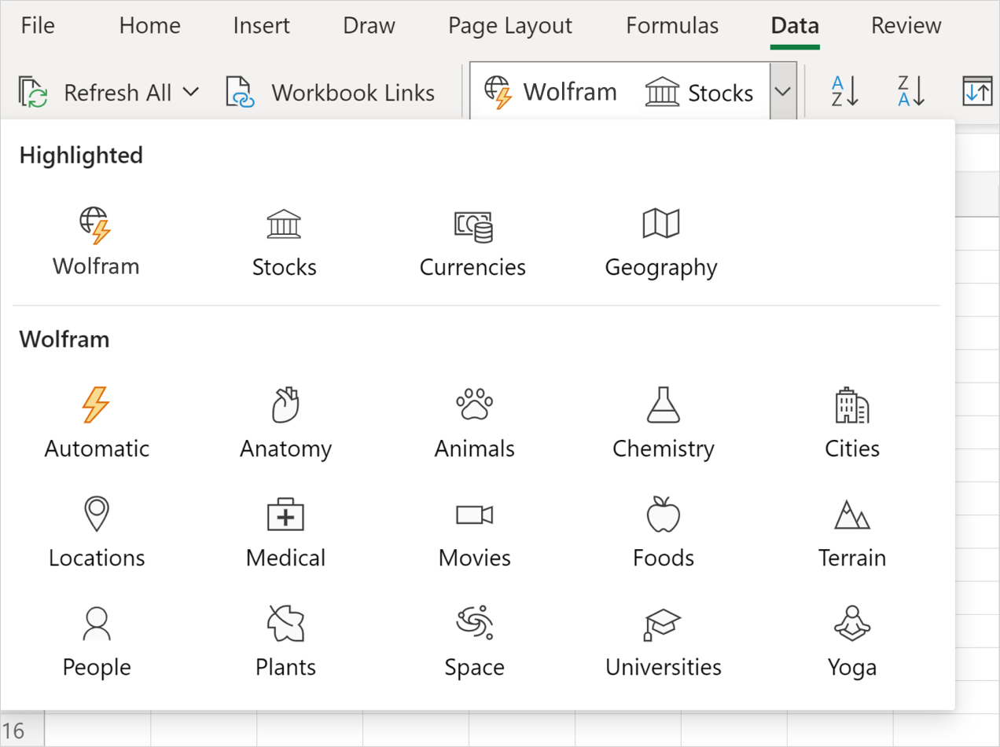 File Home Insert Draw Page Layout Formulas Data Review
Refresh All Workbook Links Wolfram Stocks A Z Z A
Highlighted
Wolfram Stocks Currencies Geography
Wolfram
Automatic Anatomy Animals Chemistry Cities
Locations Medical Movies Foods Terrain
People Plants Space Universities Yoga
16